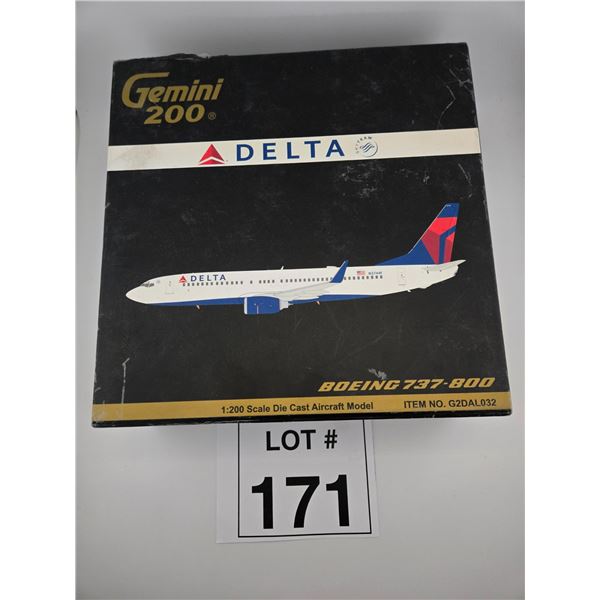 Gemini
200®
DELTA
SKYTEAM
DELTA
BOEING 737-800
1:200 Scale Die Cast Aircraft Model ITEM NO. G2DAL032
LOT #
171